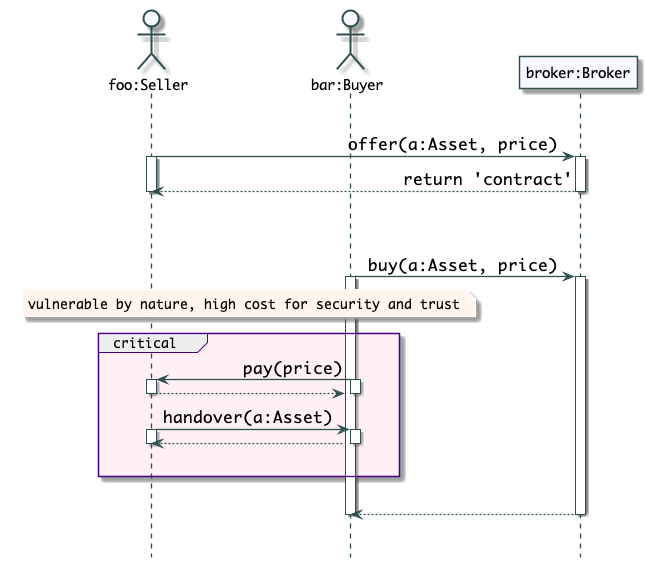 foo:Seller
bar:Buyer
broker:Broker
offer(a:Asset, price)
return 'contract'
buy(a:Asset, price)
vulnerable by nature, high cost for security and trust
critical
pay(price)
handover(a:Asset)